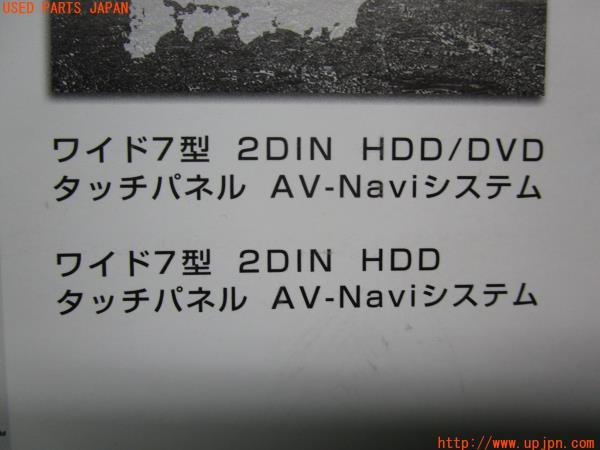 USED PARTS JAPAN
ワイド7型 2DIN HDD/DVD
タッチパネル AV-Naviシステム
ワイド7型 2DIN HDD
タッチパネル AV-Naviシステム
http://www.upjpn.com/